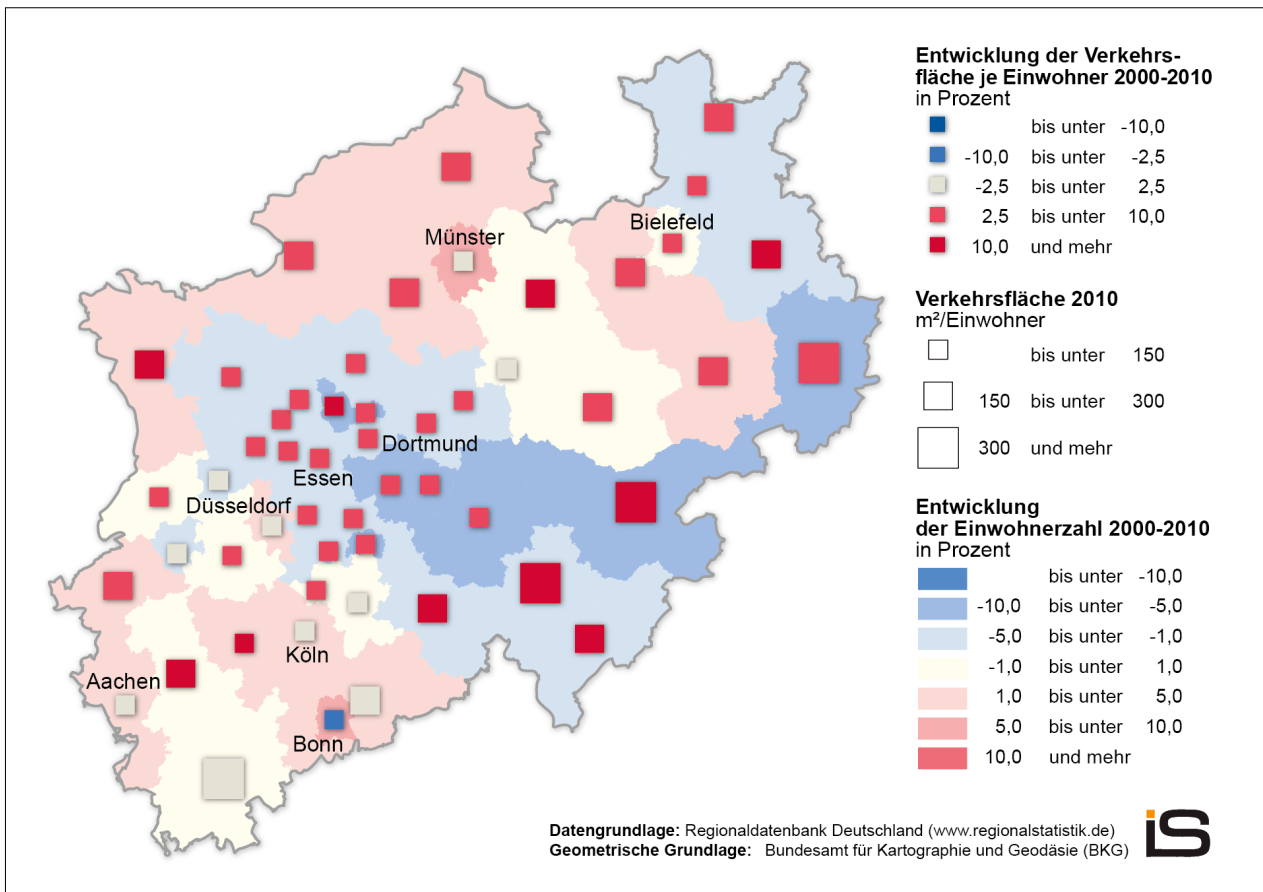 Entwicklung der Verkehrs-
fläche je Einwohner 2000-2010
in Prozent
bis unter -10,0
-10,0 bis unter -2,5
-2,5 bis unter 2,5
2,5 bis unter 10,0
10,0 und mehr
Verkehrsfläche 2010
m²/Einwohner
bis unter 150
150 bis unter 300
300 und mehr
Entwicklung
der Einwohnerzahl 2000-2010
in Prozent
bis unter -10,0
-10,0 bis unter -5,0
-5,0 bis unter -1,0
-1,0 bis unter 1,0
1,0 bis unter 5,0
5,0 bis unter 10,0
10,0 und mehr
Bielefeld
Münster
Dortmund
Essen
Düsseldorf
Köln
Aachen
Bonn
Datengrundlage: Regionaldatenbank Deutschland (www.regionalstatistik.de)
Geometrische Grundlage: Bundesamt für Kartographie und Geodäsie (BKG)
iS